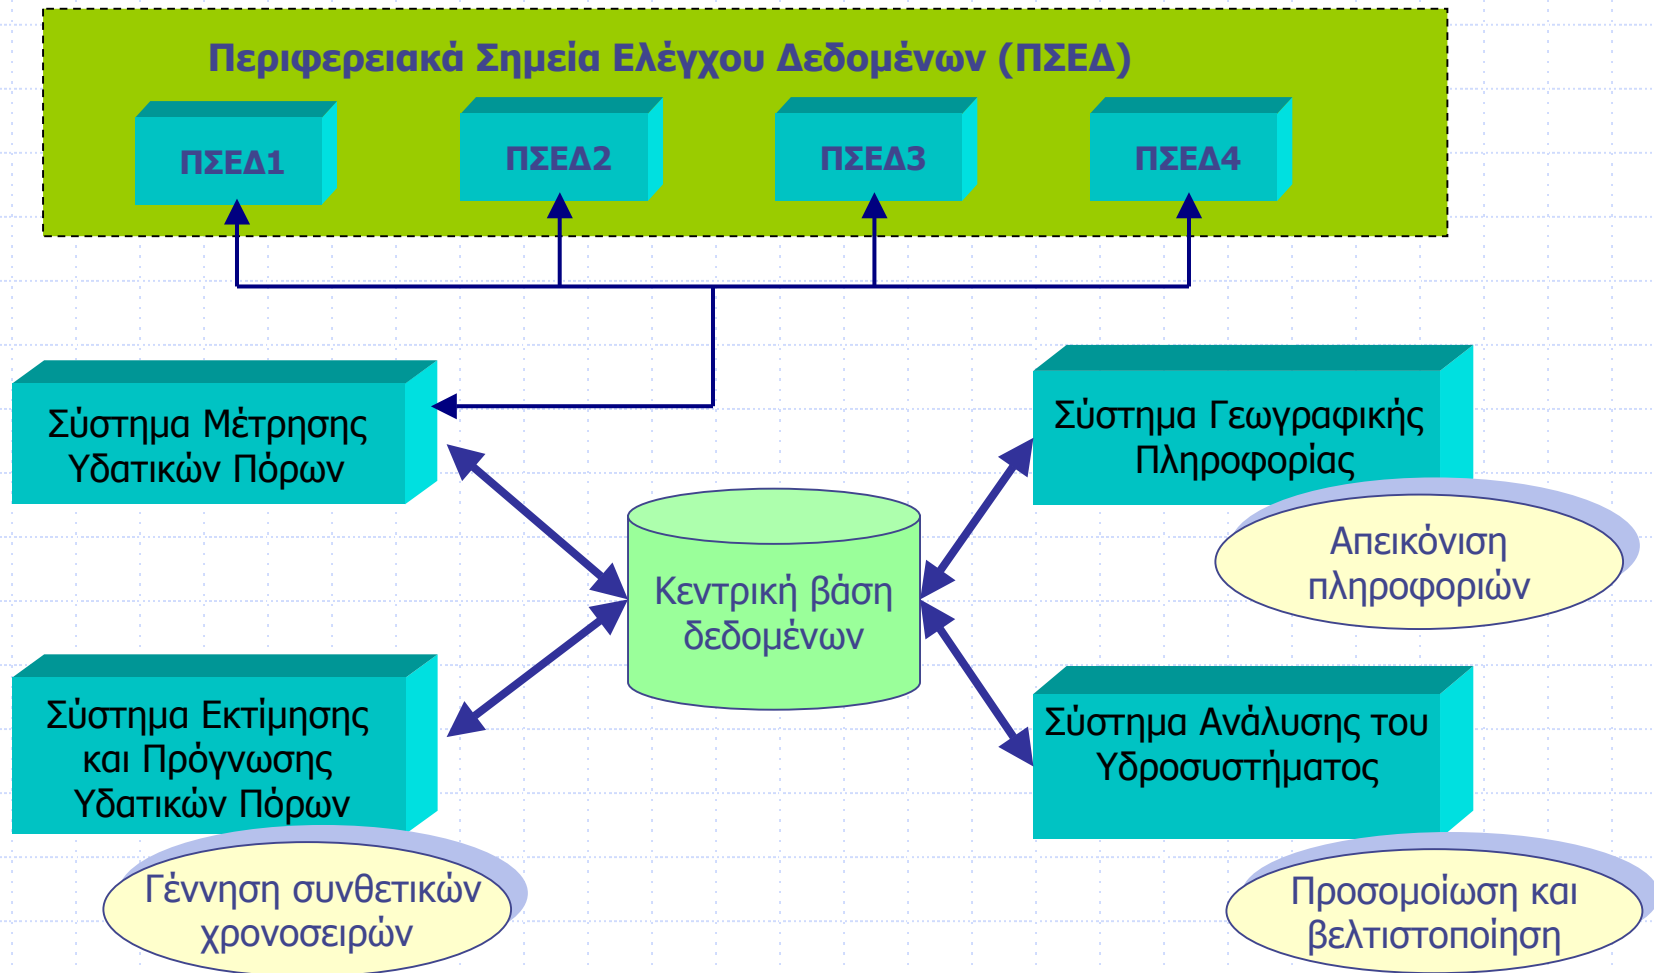 Περιφερειακά Σημεία Ελέγχου Δεδομένων (ΠΣΕΔ)
ΠΣΕΔ1
ΠΣΕΔ2
ΠΣΕΔ3
ΠΣΕΔ4
Σύστημα Μέτρησης
Υδατικών Πόρων
Σύστημα Γεωγραφικής
Πληροφορίας
Απεικόνιση
πληροφοριών
Κεντρική βάση
δεδομένων
Σύστημα Εκτίμησης
και Πρόγνωσης
Υδατικών Πόρων
Γέννηση συνθετικών
χρονοσειρών
Σύστημα Ανάλυσης του
Υδροσυστήματος
Προσομοίωση και
βελτιστοποίηση